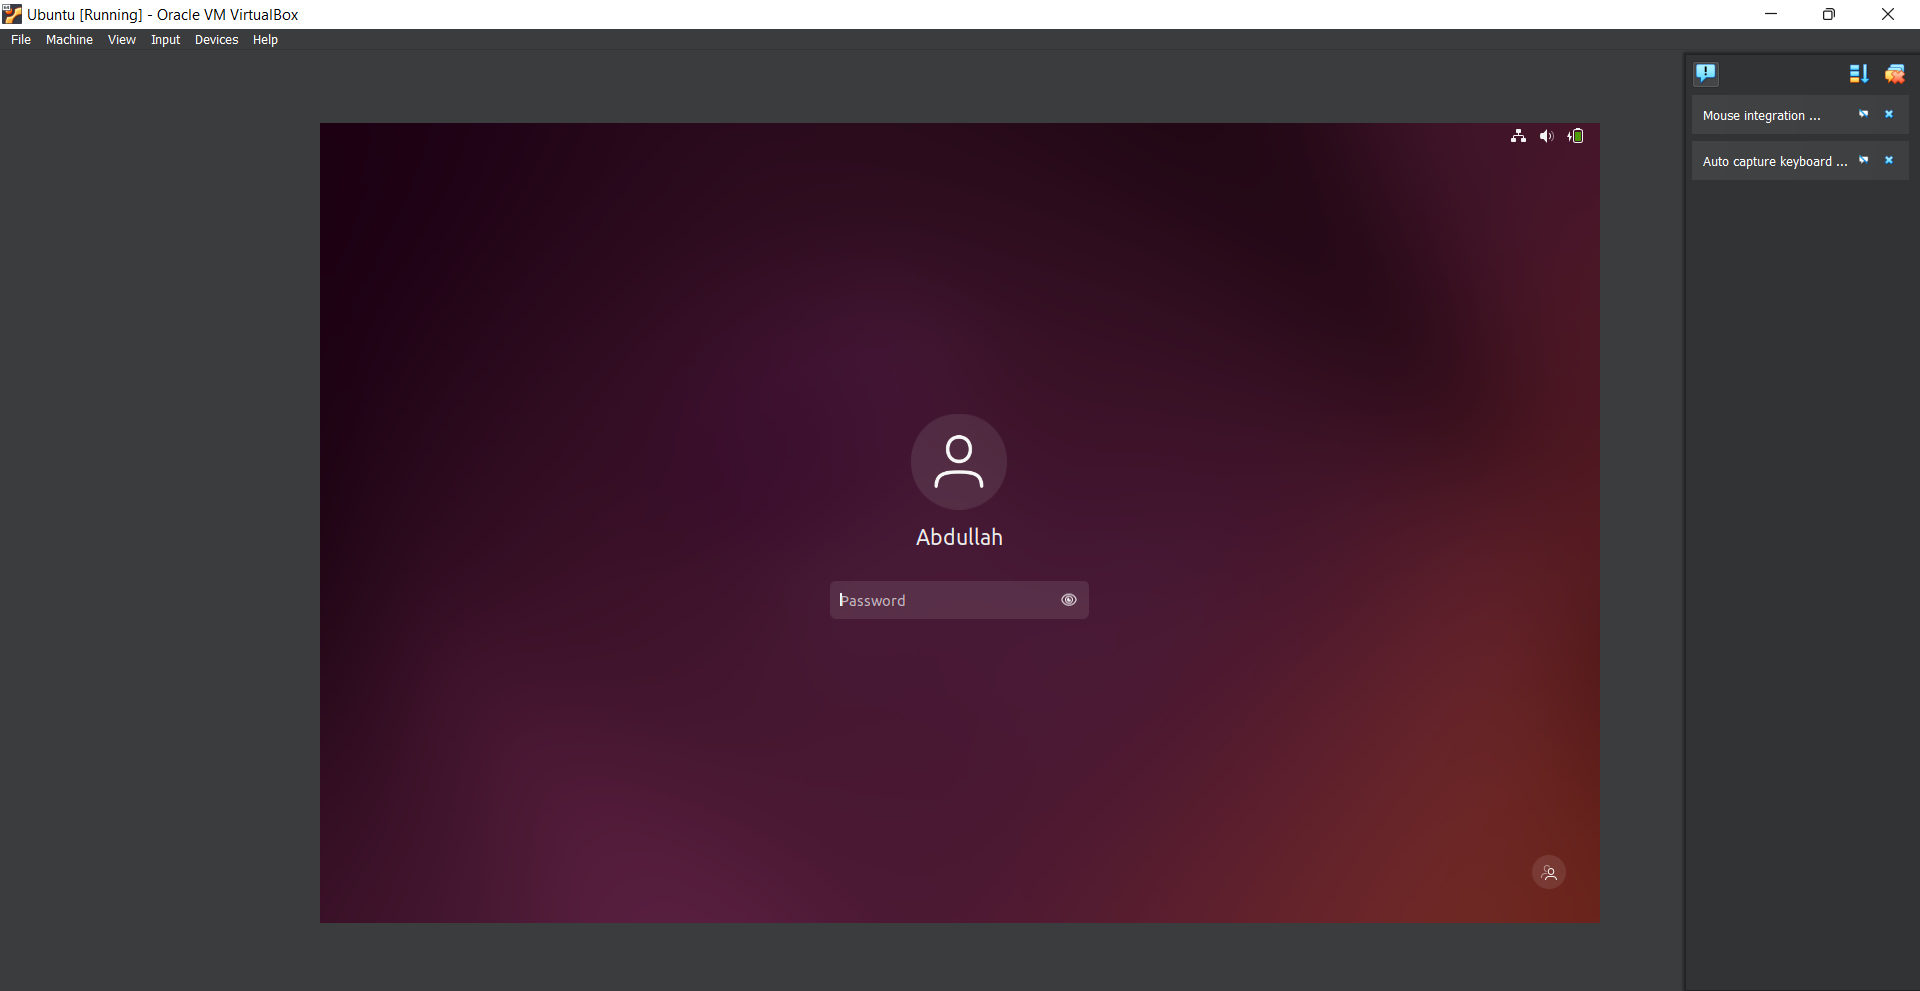 Ubuntu [Running] - Oracle VM VirtualBox
File Machine View Input Devices Help
Mouse integration ...
Auto capture keyboard ...
Abdullah
Password